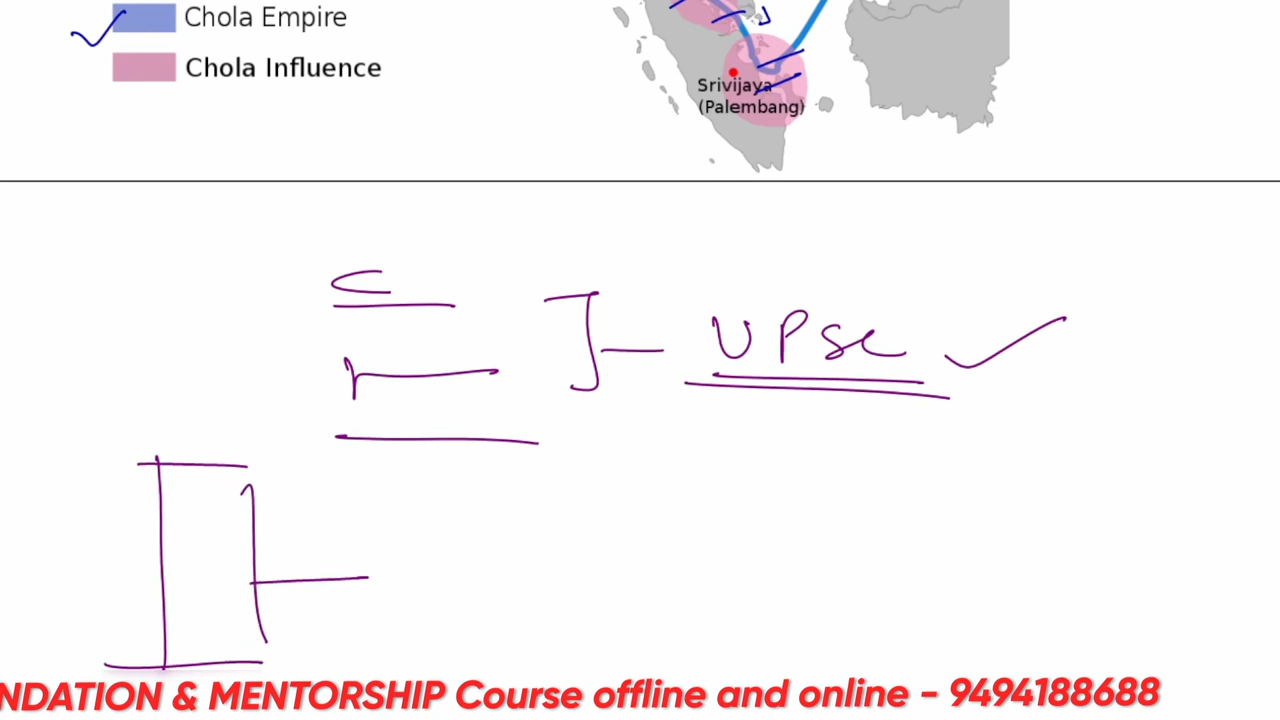 Chola Empire
Chola Influence
Srivijaya
(Palembang)
UPSC
NDATION & MENTORSHIP Course offline and online - 9494188688